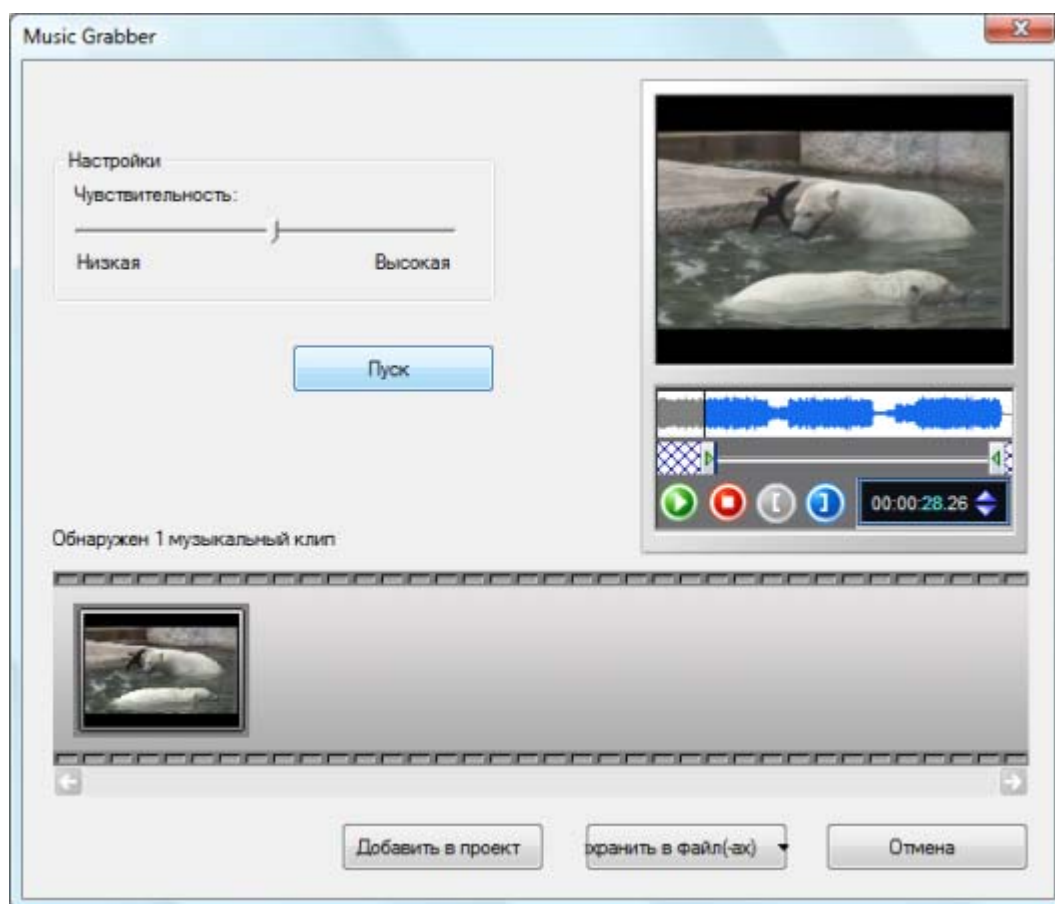 Music Grabber
Настройки
Чувствительность:
Низкая Высокая
Пуск
00:00:28.26
Обнаружен 1 музыкальный клип
Добавить в проект
хранить в файл(-ах)
Отмена